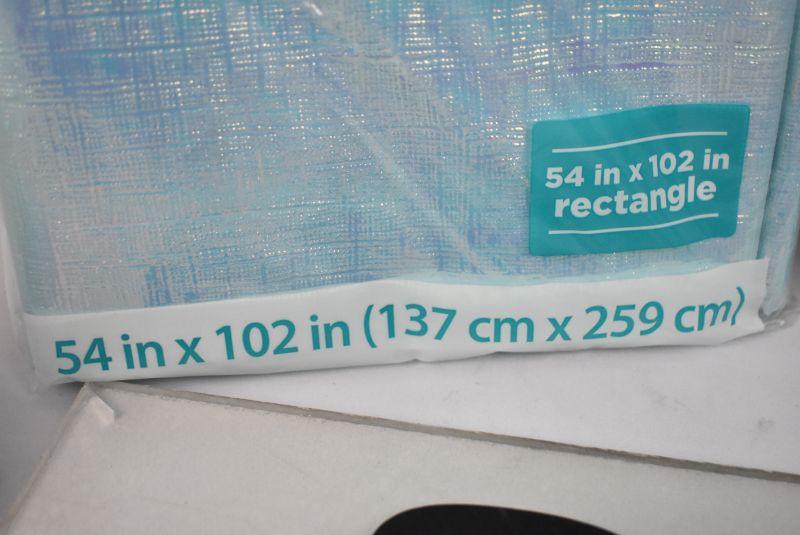 54 in x 102 in
rectangle
54 in x 102 in (137 cm x 259 cm)